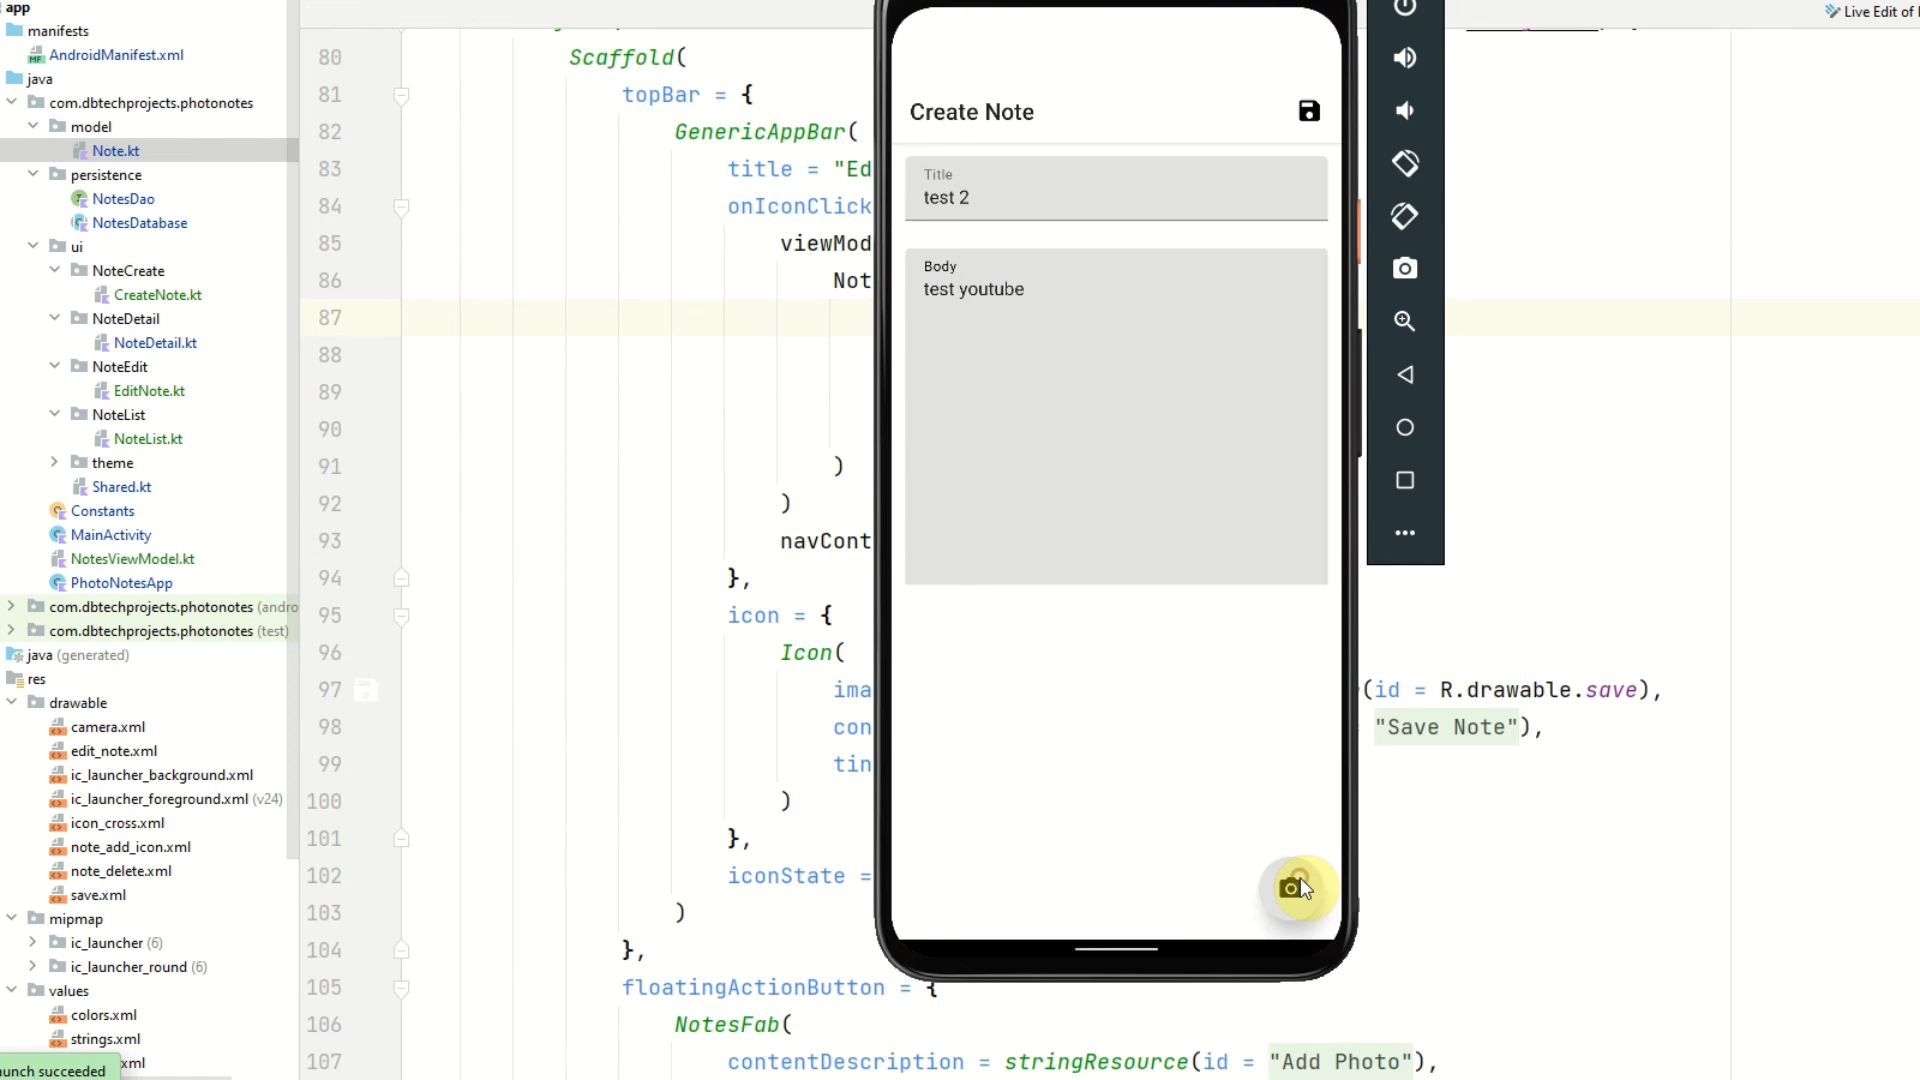 app
manifests
AndroidManifest.xml
java
com.dbtechprojects.photonotes
model
Note.kt
persistence
NotesDao
NotesDatabase
ui
NoteCreate
CreateNote.kt
NoteDetail
NoteDetail.kt
NoteEdit
EditNote.kt
NoteList
NoteList.kt
theme
Shared.kt
Constants
MainActivity
NotesViewModel.kt
PhotoNotesApp
com.dbtechprojects.photonotes (andro
com.dbtechprojects.photonotes (test)
java (generated)
res
drawable
camera.xml
edit_note.xml
ic_launcher_background.xml
ic_launcher_foreground.xml (v24)
icon_cross.xml
note_add_icon.xml
note_delete.xml
save.xml
mipmap
ic_launcher (6)
ic_launcher_round (6)
values
colors.xml
strings.xml
xml
unch succeeded
Live Edit of
80 Scaffold(
81 topBar = {
82 GenericAppBar(
83 title = "Ed
84 onIconClick
85 viewMod
86 Not
87
88
89
90
91 )
92 )
93 navCont
94 },
95 icon = {
96 Icon(
97 ima (id = R.drawable.save),
98 con "Save Note"),
99 tin
100 )
101 },
102 iconState =
103 )
104 },
105 floatingActionButton = {
106 NotesFab(
107 contentDescription = stringResource(id = "Add Photo"),
Create Note
Title
test 2
Body
test youtube